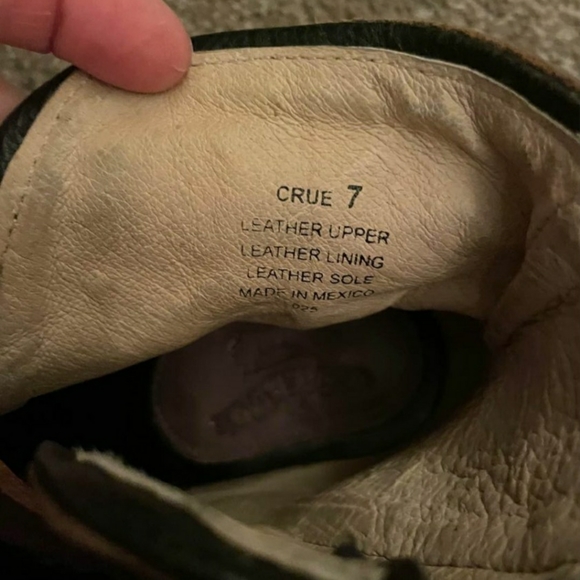 CRUE 7
LEATHER UPPER
LEATHER LINING
LEATHER SOLE
MADE IN MEXICO